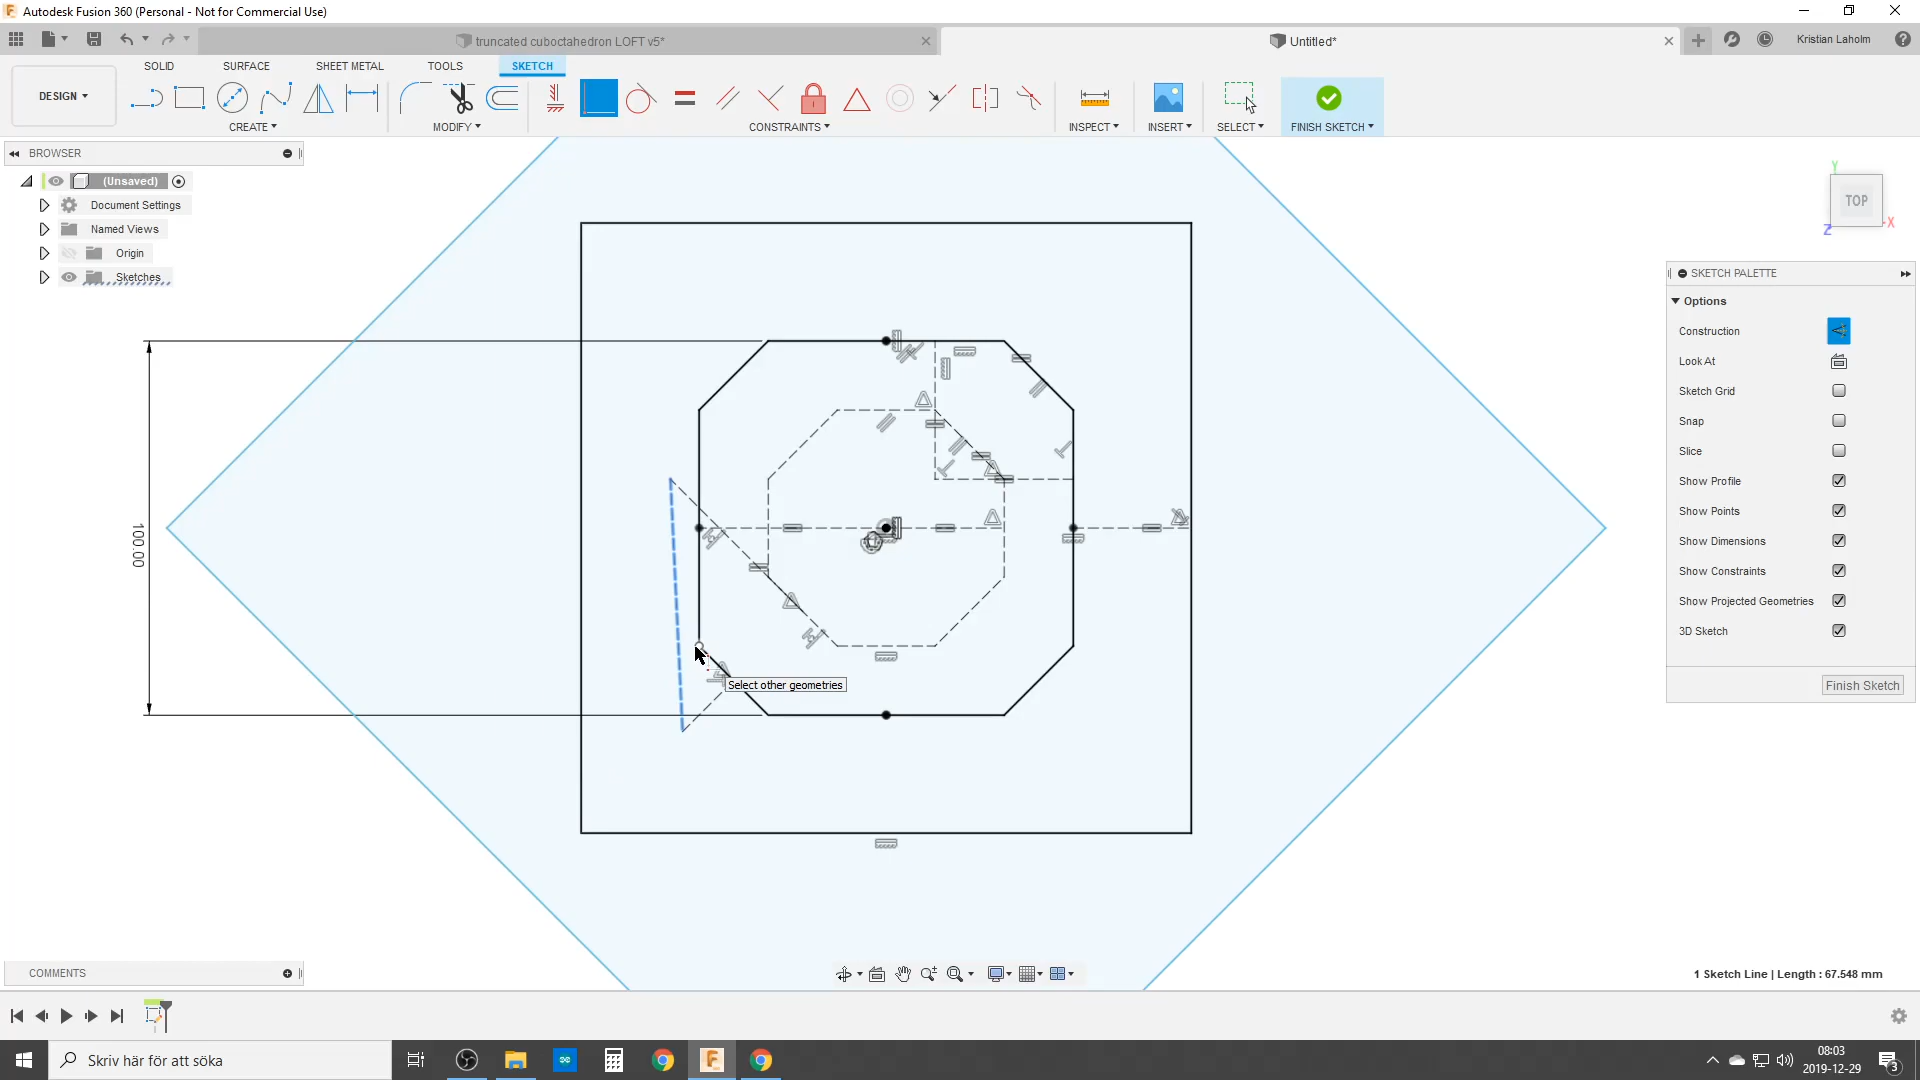 Autodesk Fusion 360 (Personal - Not for Commercial Use)
truncated cuboctahedron LOFT v5*
Untitled*
Kristian Laholm
SOLID
SURFACE
SHEET METAL
TOOLS
SKETCH
DESIGN
CREATE
MODIFY
CONSTRAINTS
INSPECT
INSERT
SELECT
FINISH SKETCH
BROWSER
(Unsaved)
Document Settings
Named Views
Origin
Sketches
Y
TOP
X
Z
SKETCH PALETTE
Options
Construction
Look At
Sketch Grid
Snap
Slice
Show Profile
Show Points
Show Dimensions
Show Constraints
Show Projected Geometries
3D Sketch
Finish Sketch
100.00
Select other geometries
COMMENTS
1 Sketch Line | Length : 67.548 mm
Skriv här för att söka
08:03
2019-12-29
3